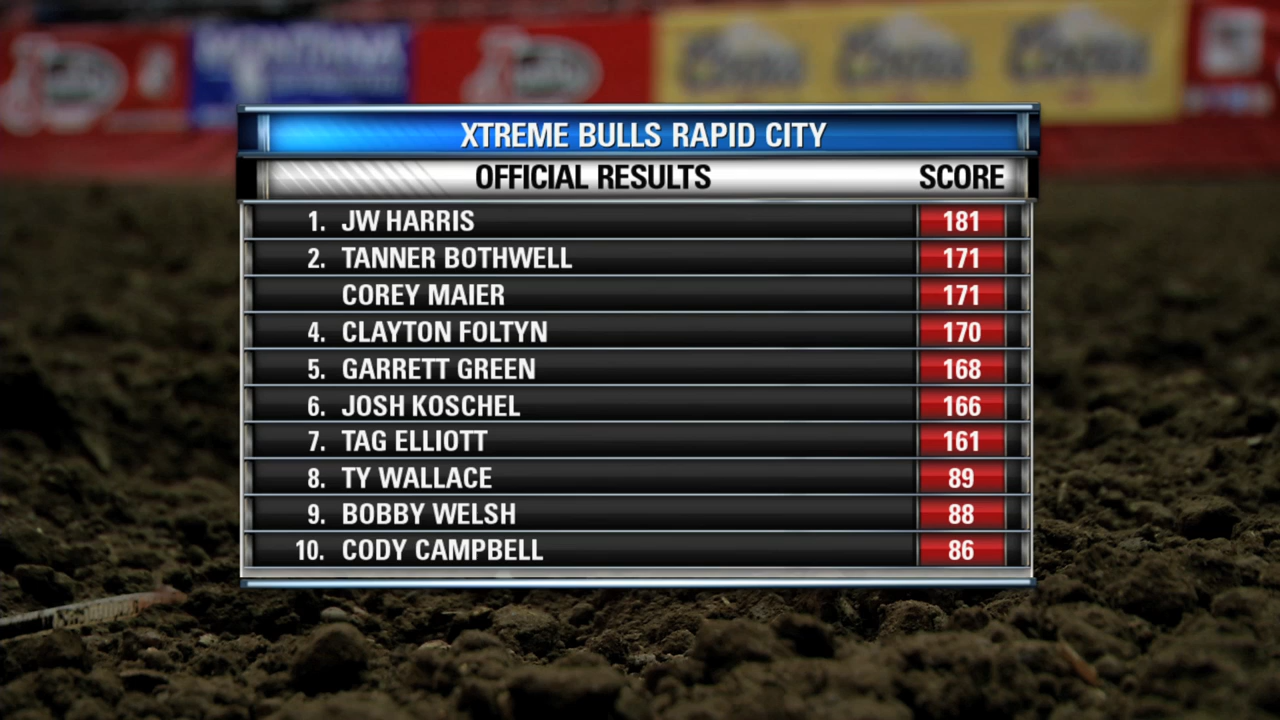 XTREME BULLS RAPID CITY
OFFICIAL RESULTS SCORE
1. JW HARRIS 181
2. TANNER BOTHWELL 171
COREY MAIER 171
4. CLAYTON FOLTYN 170
5. GARRETT GREEN 168
6. JOSH KOSCHEL 166
7. TAG ELLIOTT 161
8. TY WALLACE 89
9. BOBBY WELSH 88
10. CODY CAMPBELL 86